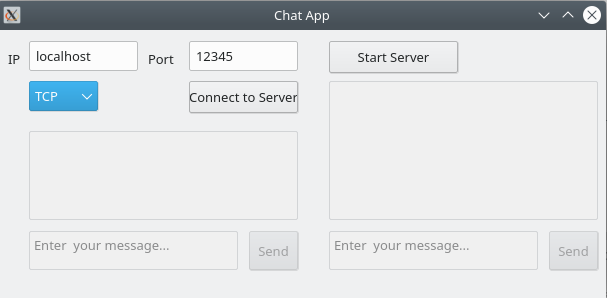 Chat App
IP localhost Port 12345 Start Server
TCP Connect to Server
Enter  your message... Send Enter  your message... Send